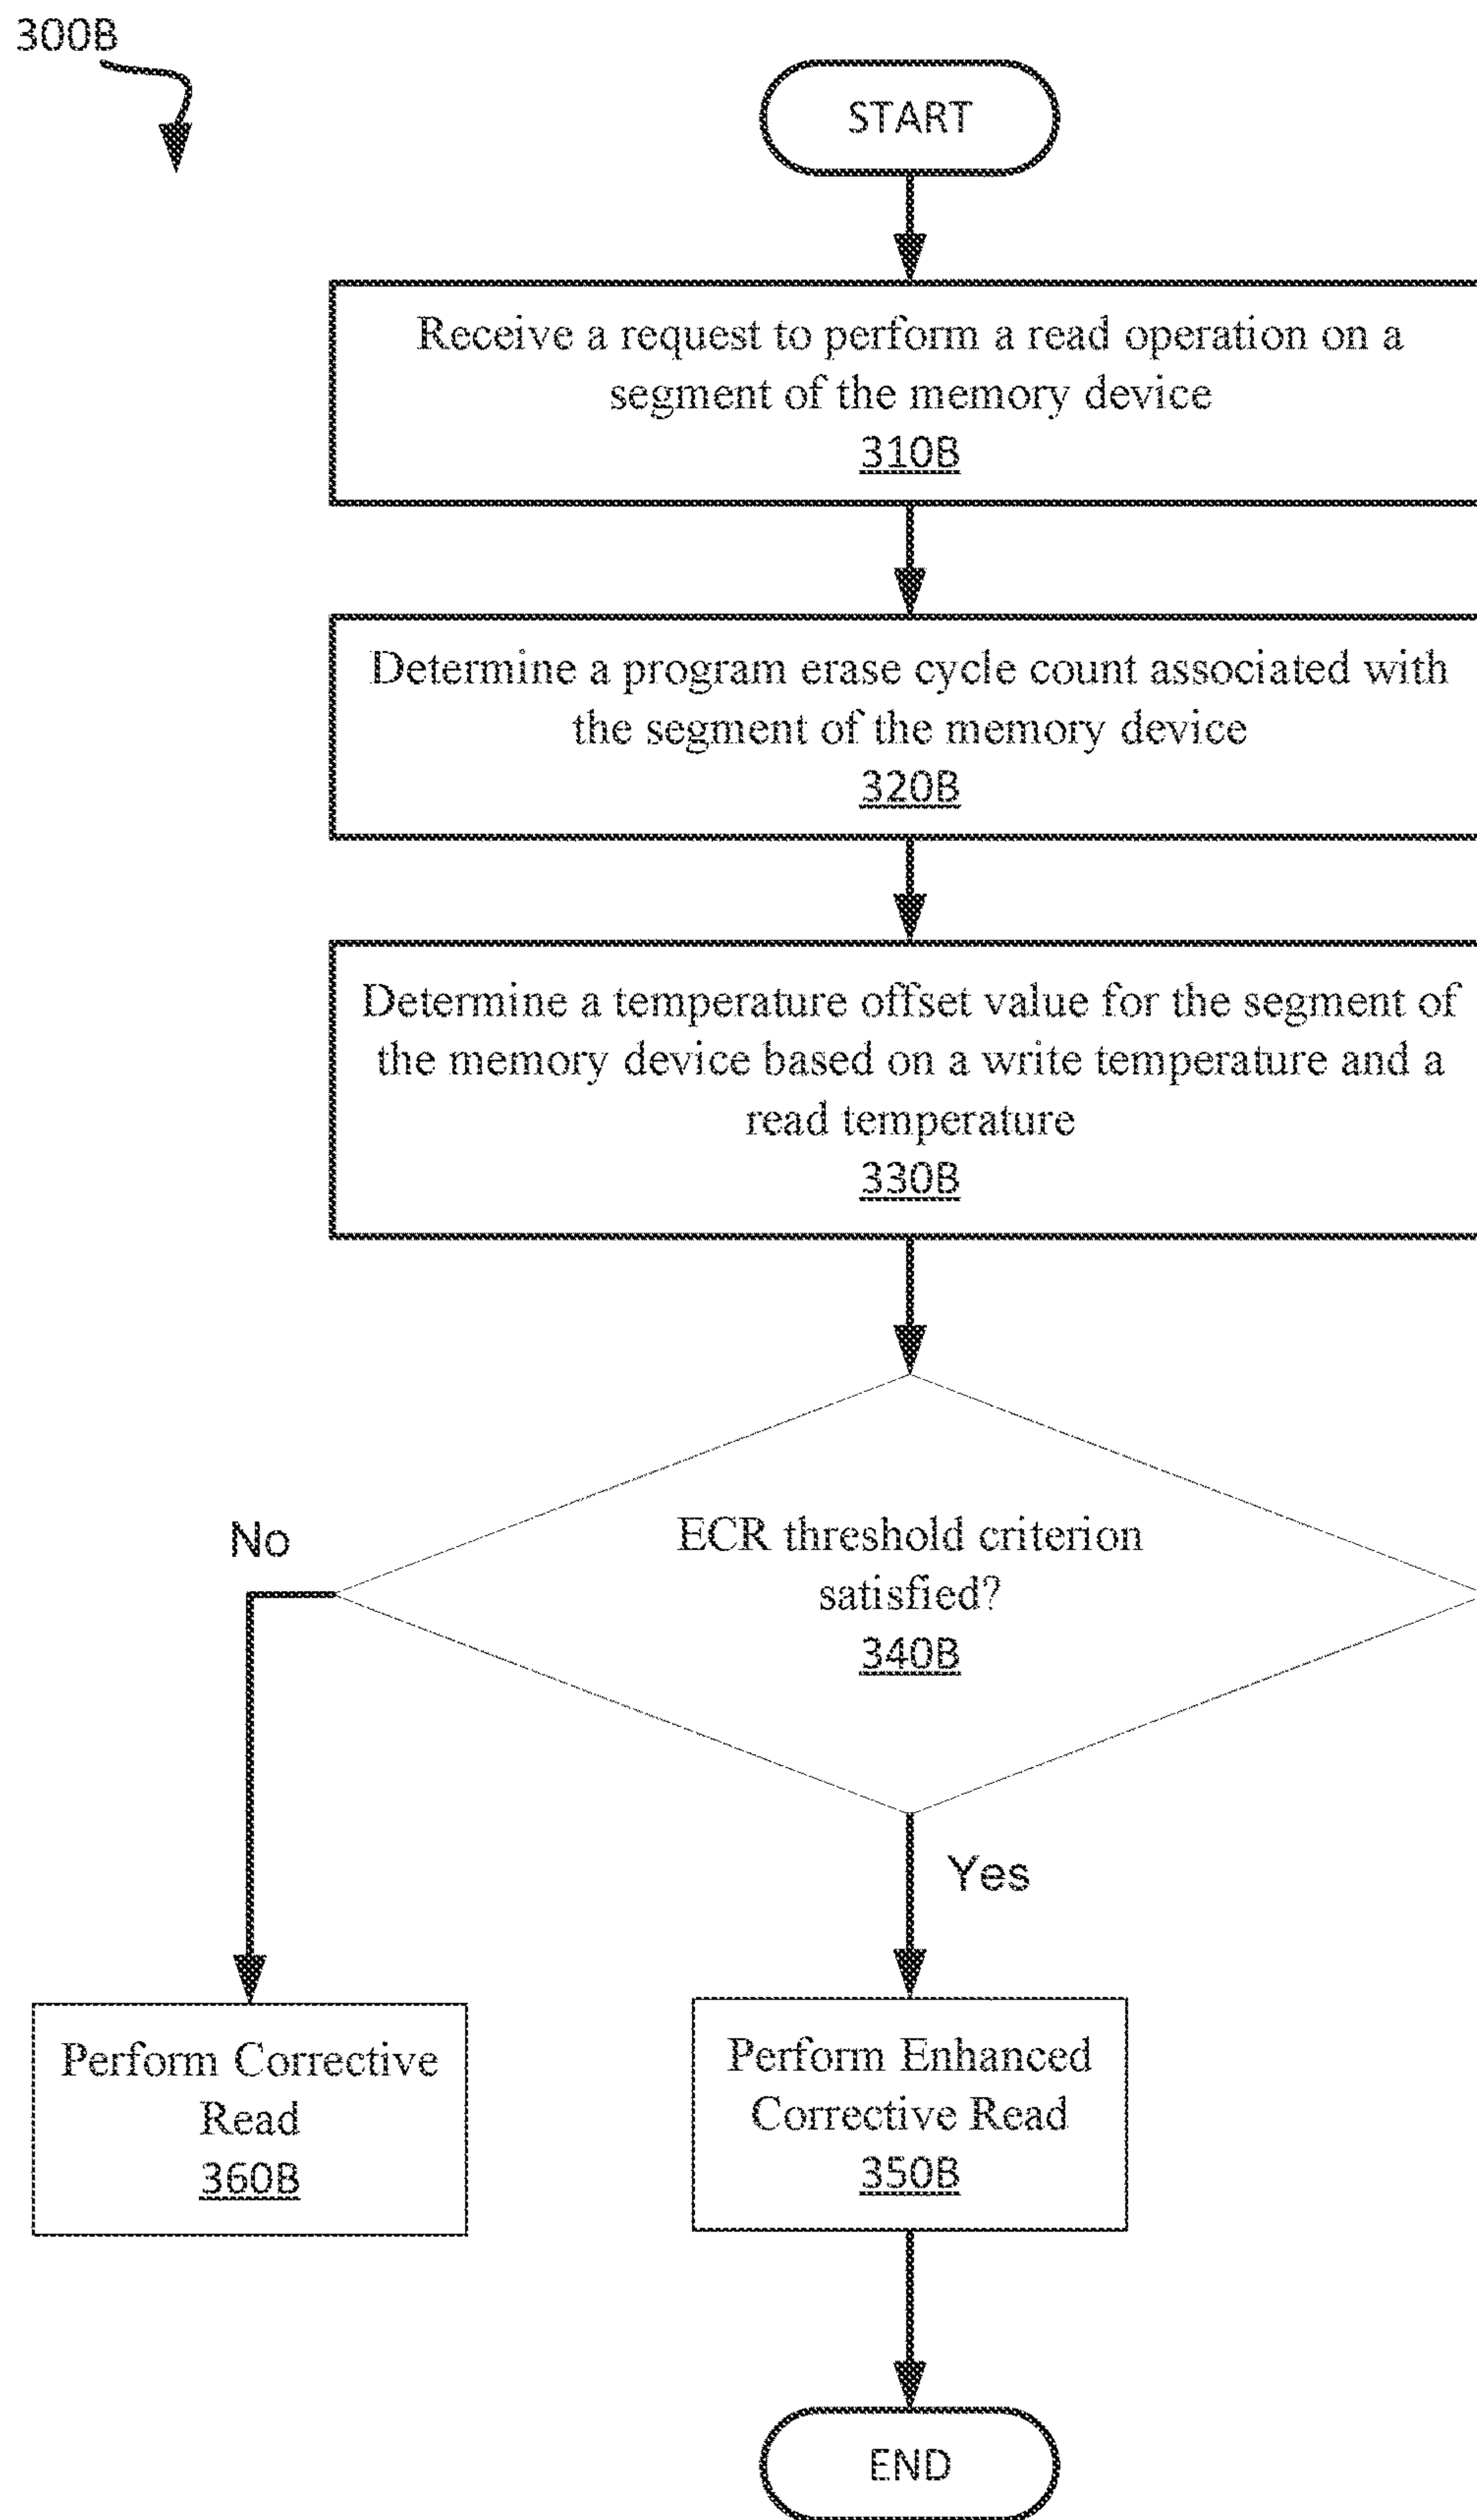 300B
START
Receive a request to perform a read operation on a
segment of the memory device
310B
Determine a program erase cycle count associated with
the segment of the memory device
320B
Determine a temperature offset value for the segment of
the memory device based on a write temperature and a
read temperature
330B
ECR threshold criterion
satisfied?
340B
No
Yes
Perform Corrective
Read
360B
Perform Enhanced
Corrective Read
350B
END